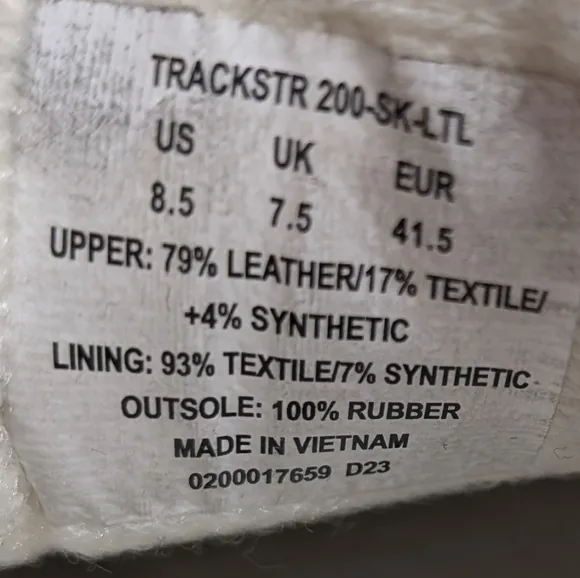 TRACKSTR 200-SK-LTL
US UK EUR
8.5 7.5 41.5
UPPER: 79% LEATHER/17% TEXTILE/
+4% SYNTHETIC
LINING: 93% TEXTILE/7% SYNTHETIC
OUTSOLE: 100% RUBBER
MADE IN VIETNAM
0200017659 D23